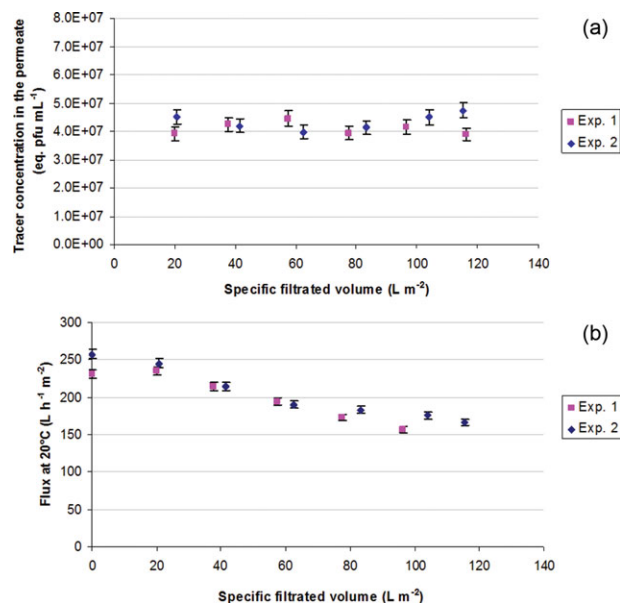 (a)
Tracer concentration in the permeate
(eq. pfu mL⁻¹)
8.0E+07
7.0E+07
6.0E+07
5.0E+07
4.0E+07
3.0E+07
2.0E+07
1.0E+07
0.0E+00
0 20 40 60 80 100 120 140
Specific filtrated volume (L m⁻²)
Exp. 1
Exp. 2
(b)
Flux at 20°C (L h⁻¹ m⁻²)
300
250
200
150
100
50
0
0 20 40 60 80 100 120 140
Specific filtrated volume (L m⁻²)
Exp. 1
Exp. 2